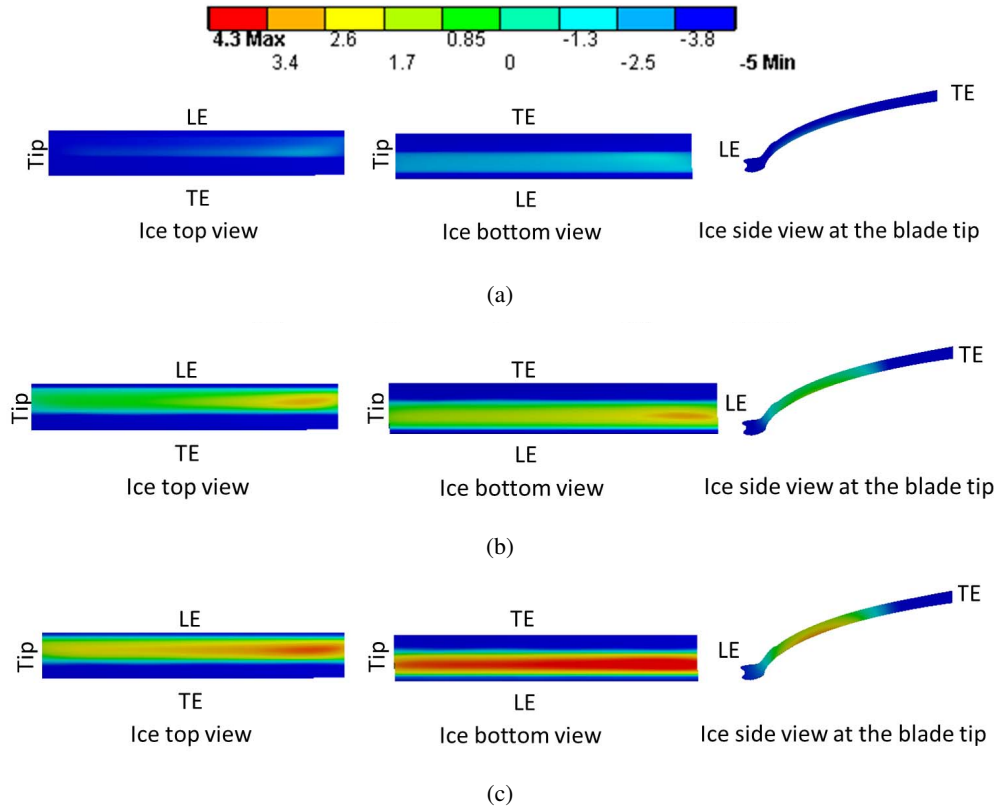 4.3 Max 2.6 0.85 -1.3 -3.8
3.4 1.7 0 -2.5 -5 Min
LE TE TE
Tip Tip LE
TE LE
Ice top view Ice bottom view Ice side view at the blade tip
(a)
LE TE TE
Tip Tip LE
TE LE
Ice top view Ice bottom view Ice side view at the blade tip
(b)
LE TE TE
Tip Tip LE
TE LE
Ice top view Ice bottom view Ice side view at the blade tip
(c)